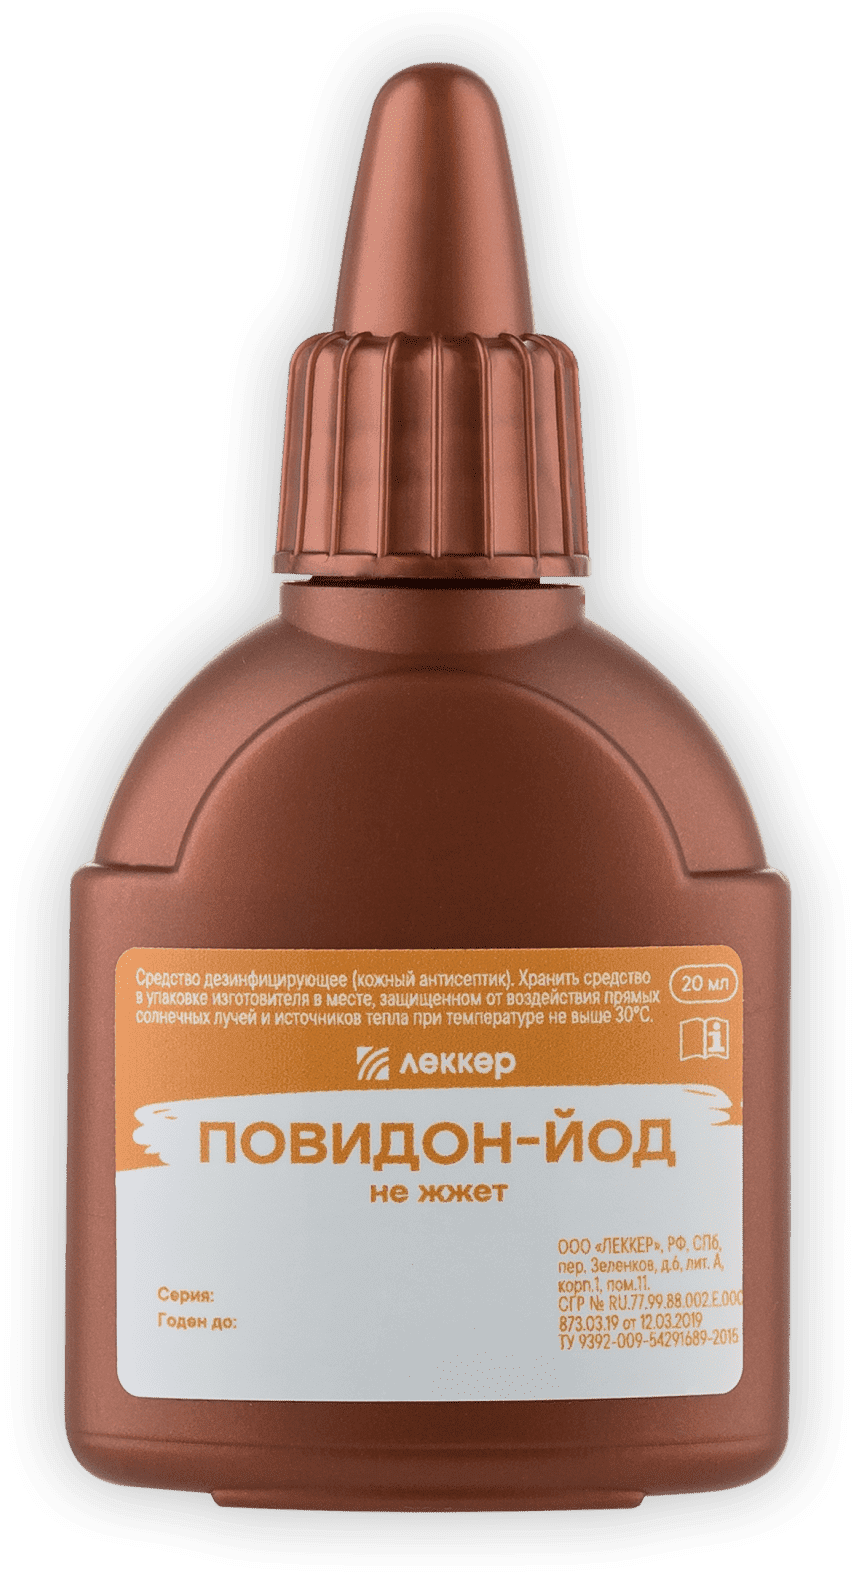 Средство дезинфицирующее (кожный антисептик). Хранить средство
в упаковке изготовителя в месте, защищенном от воздействия прямых
солнечных лучей и источников тепла при температуре не выше 30°С.
20 мл
леккер
ПОВИДОН-ЙОД
не жжет
ООО «ЛЕККЕР», РФ, СПб,
пер. Зеленков, д.6, лит. А,
корп.1, пом.11.
СГР № RU.77.99.88.002.Е.000
873.03.19 от 12.03.2019
ТУ 9392-009-54291689-2015
Серия:
Годен до: